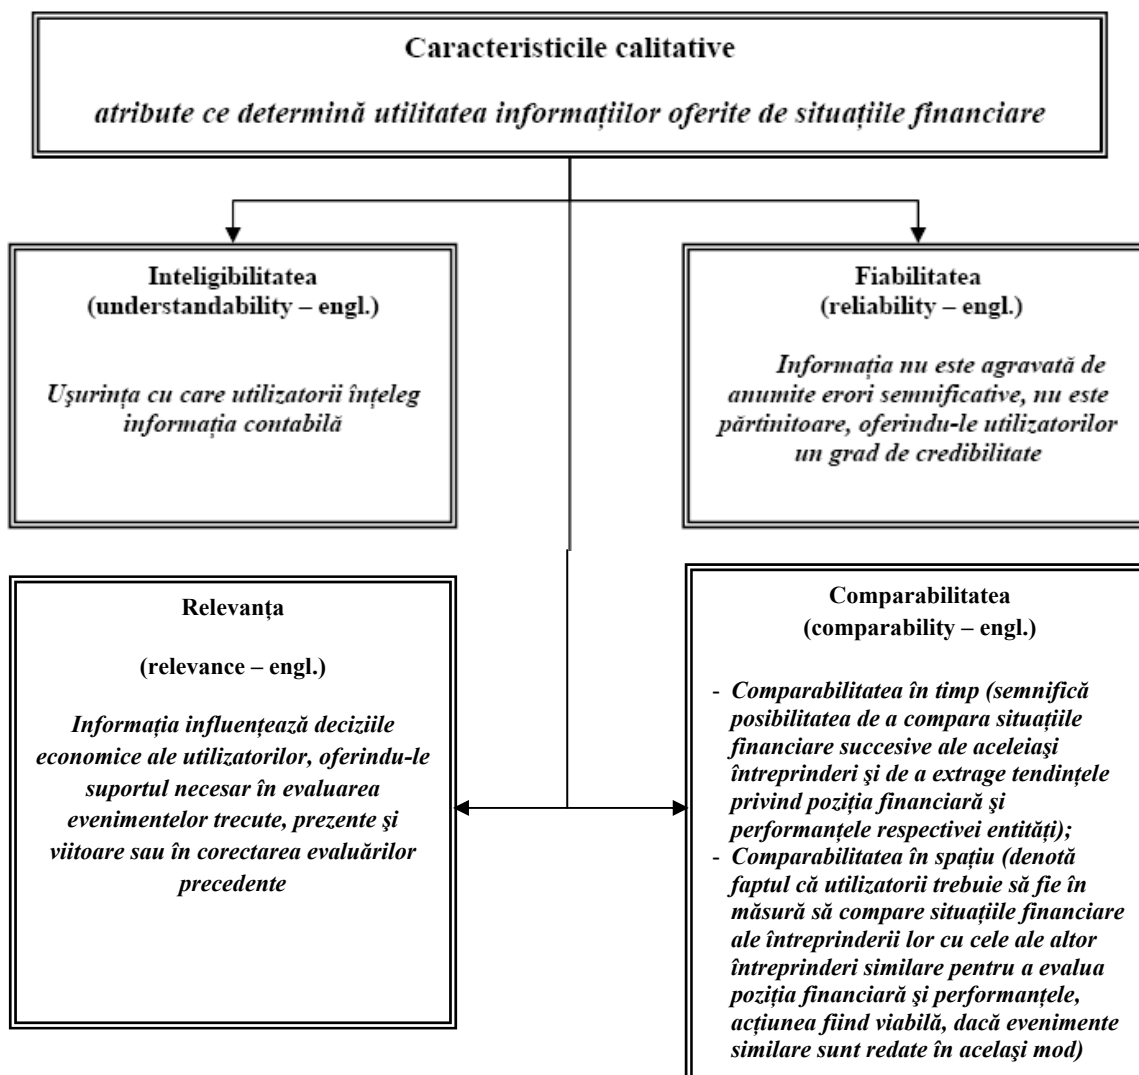 Caracteristicile calitative
atribute ce determină utilitatea informațiilor oferite de situațiile financiare
Inteligibilitatea
(understandability – engl.)
Uşurința cu care utilizatorii înțeleg
informația contabilă
Fiabilitatea
(reliability – engl.)
Informația nu este agravată de
anumite erori semnificative, nu este
părtinitoare, oferindu-le utilizatorilor
un grad de credibilitate
Relevanța
(relevance – engl.)
Informația influențează deciziile
economice ale utilizatorilor, oferindu-le
suportul necesar în evaluarea
evenimentelor trecute, prezente şi
viitoare sau în corectarea evaluărilor
precedente
Comparabilitatea
(comparability – engl.)
- Comparabilitatea în timp (semnifică
posibilitatea de a compara situațiile
financiare succesive ale aceleiaşi
întreprinderi şi de a extrage tendințele
privind poziția financiară şi
performanțele respectivei entități);
- Comparabilitatea în spațiu (denotă
faptul că utilizatorii trebuie să fie în
măsură să compare situațiile financiare
ale întreprinderii lor cu cele ale altor
întreprinderi similare pentru a evalua
poziția financiară şi performanțele,
acțiunea fiind viabilă, dacă evenimente
similare sunt redate în acelaşi mod)